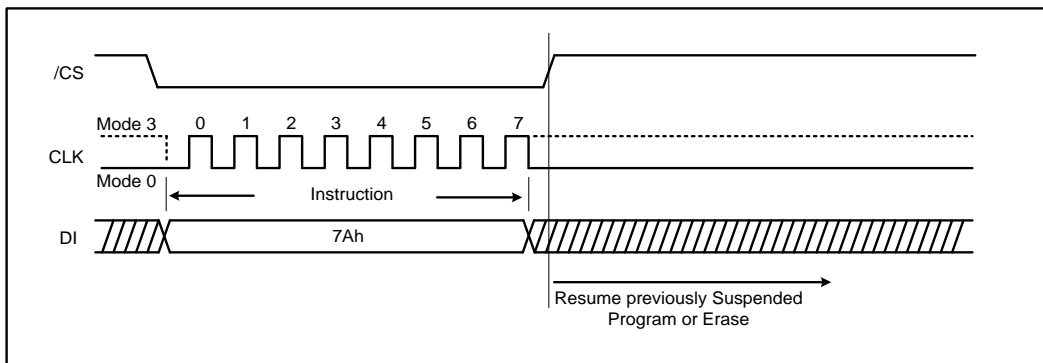 /CS
Mode 3
0 1 2 3 4 5 6 7
CLK
Mode 0
Instruction
DI
7Ah
Resume previously Suspended
Program or Erase